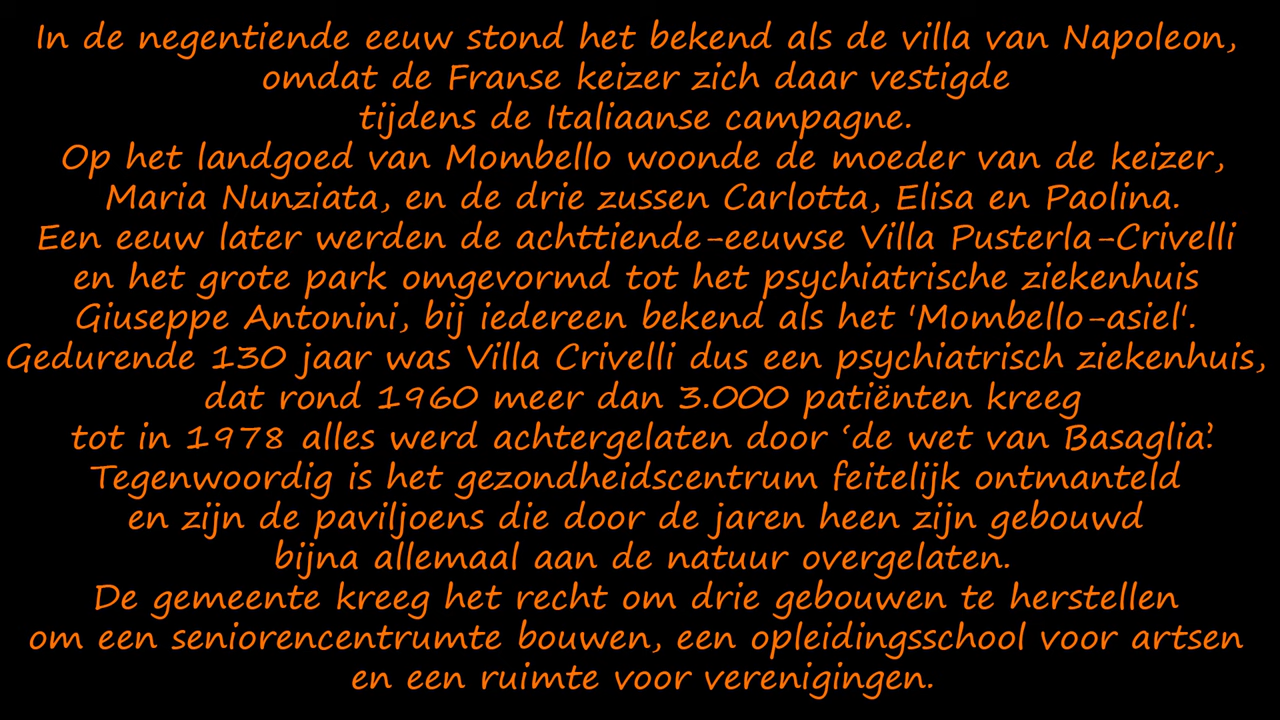 In de negentiende eeuw stond het bekend als de villa van Napoleon,
omdat de Franse keizer zich daar vestigde
tijdens de Italiaanse campagne.
Op het landgoed van Mombello woonde de moeder van de keizer,
Maria Nunziata, en de drie zussen Carlotta, Elisa en Paolina.
Een eeuw later werden de achttiende-eeuwse Villa Pusterla-Crivelli
en het grote park omgevormd tot het psychiatrische ziekenhuis
Giuseppe Antonini, bij iedereen bekend als het 'Mombello-asiel'.
Gedurende 130 jaar was Villa Crivelli dus een psychiatrisch ziekenhuis,
dat rond 1960 meer dan 3.000 patiënten kreeg
tot in 1978 alles werd achtergelaten door ‘de wet van Basaglia’.
Tegenwoordig is het gezondheidscentrum feitelijk ontmanteld
en zijn de paviljoens die door de jaren heen zijn gebouwd
bijna allemaal aan de natuur overgelaten.
De gemeente kreeg het recht om drie gebouwen te herstellen
om een seniorencentrumte bouwen, een opleidingsschool voor artsen
en een ruimte voor verenigingen.